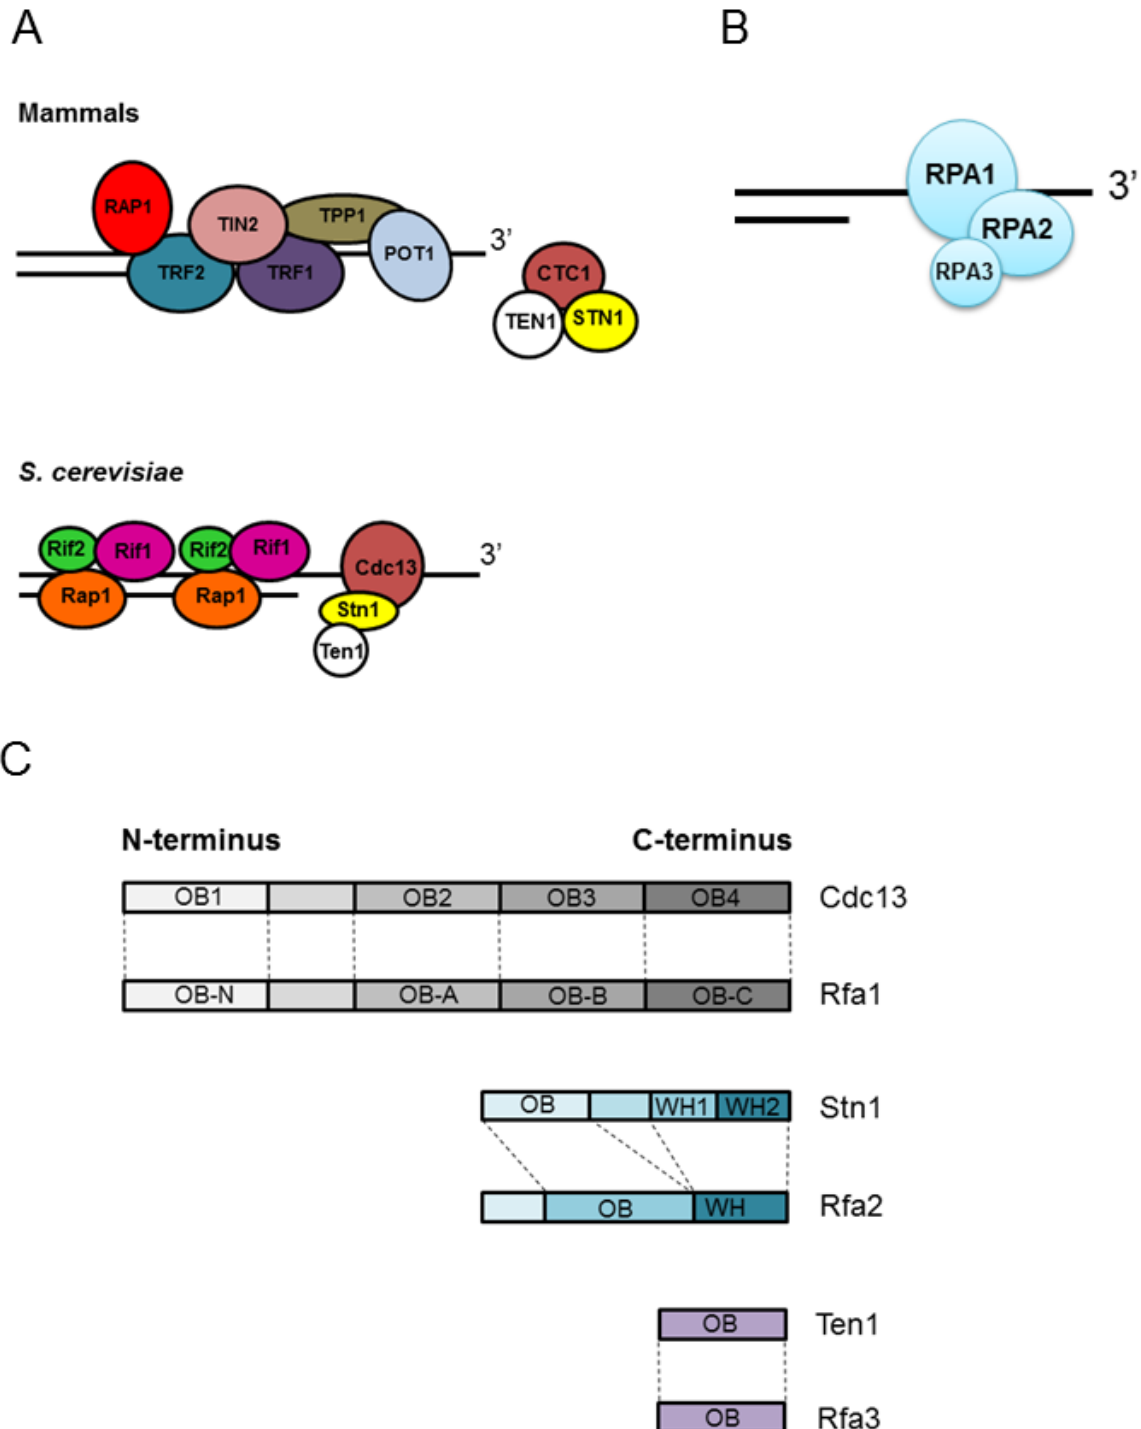 A
B
Mammals
RAP1
TIN2
TPP1
POT1
TRF2
TRF1
3’
CTC1
TEN1
STN1
RPA1
RPA2
RPA3
3’
S. cerevisiae
Rif2
Rif1
Rif2
Rif1
Rap1
Rap1
Cdc13
Stn1
Ten1
3’
C
N-terminus C-terminus
OB1 OB2 OB3 OB4 Cdc13
OB-N OB-A OB-B OB-C Rfa1
OB WH1 WH2 Stn1
OB WH Rfa2
OB Ten1
OB Rfa3